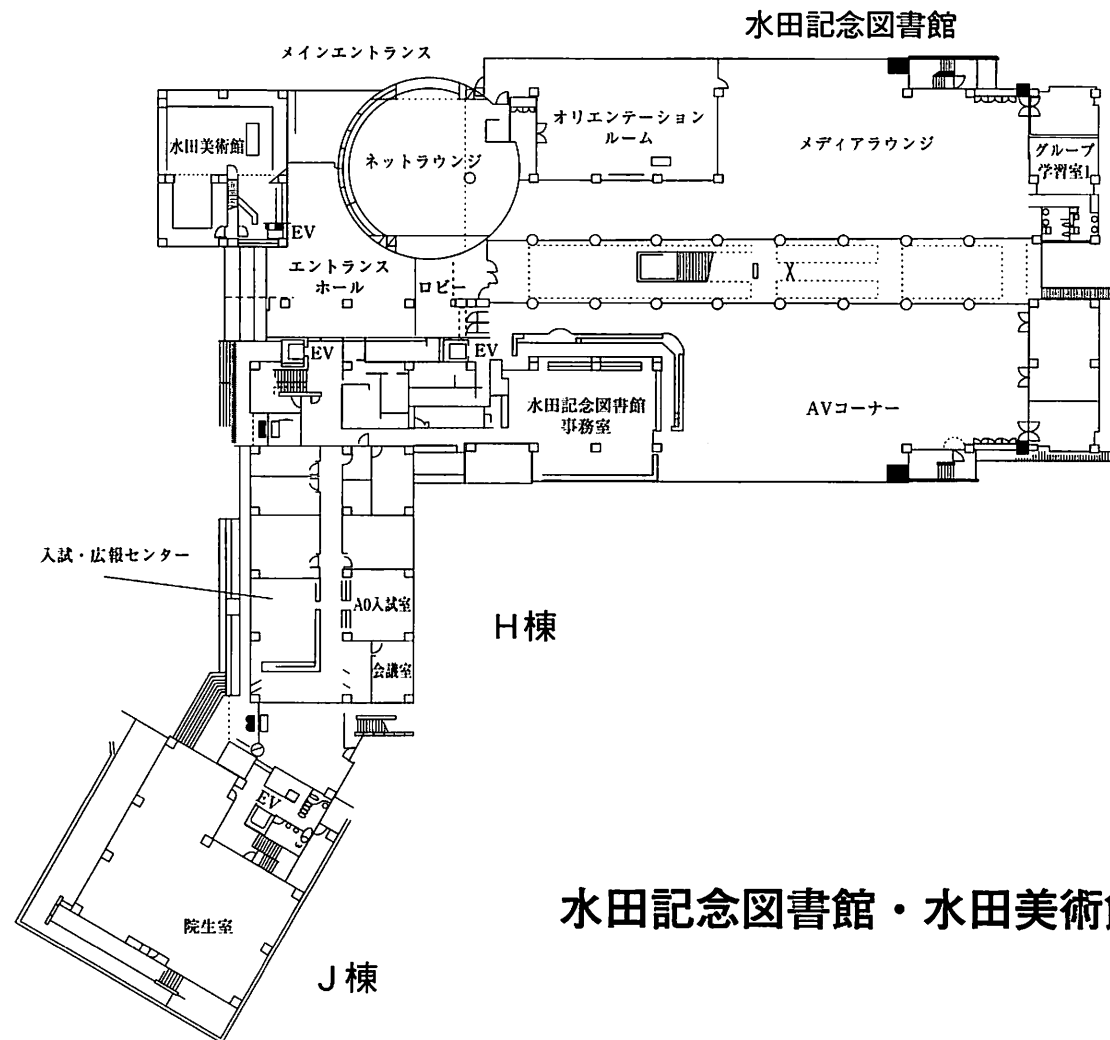 水田記念図書館
メインエントランス
水田美術館
ネットラウンジ
オリエンテーション
ルーム
メディアラウンジ
グループ
学習室1
EV
エントランス
ホール
ロビー
EV
EV
水田記念図書館
事務室
AVコーナー
入試・広報センター
AO入試室
会議室
H棟
EV
院生室
J棟
水田記念図書館・水田美術館